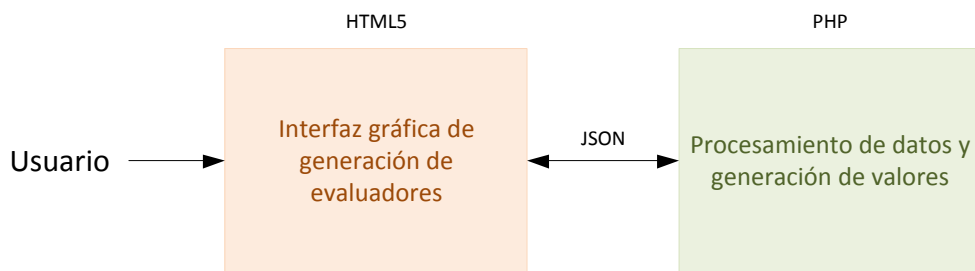 HTML5
PHP
Usuario
Interfaz gráfica de
generación de
evaluadores
JSON
Procesamiento de datos y
generación de valores